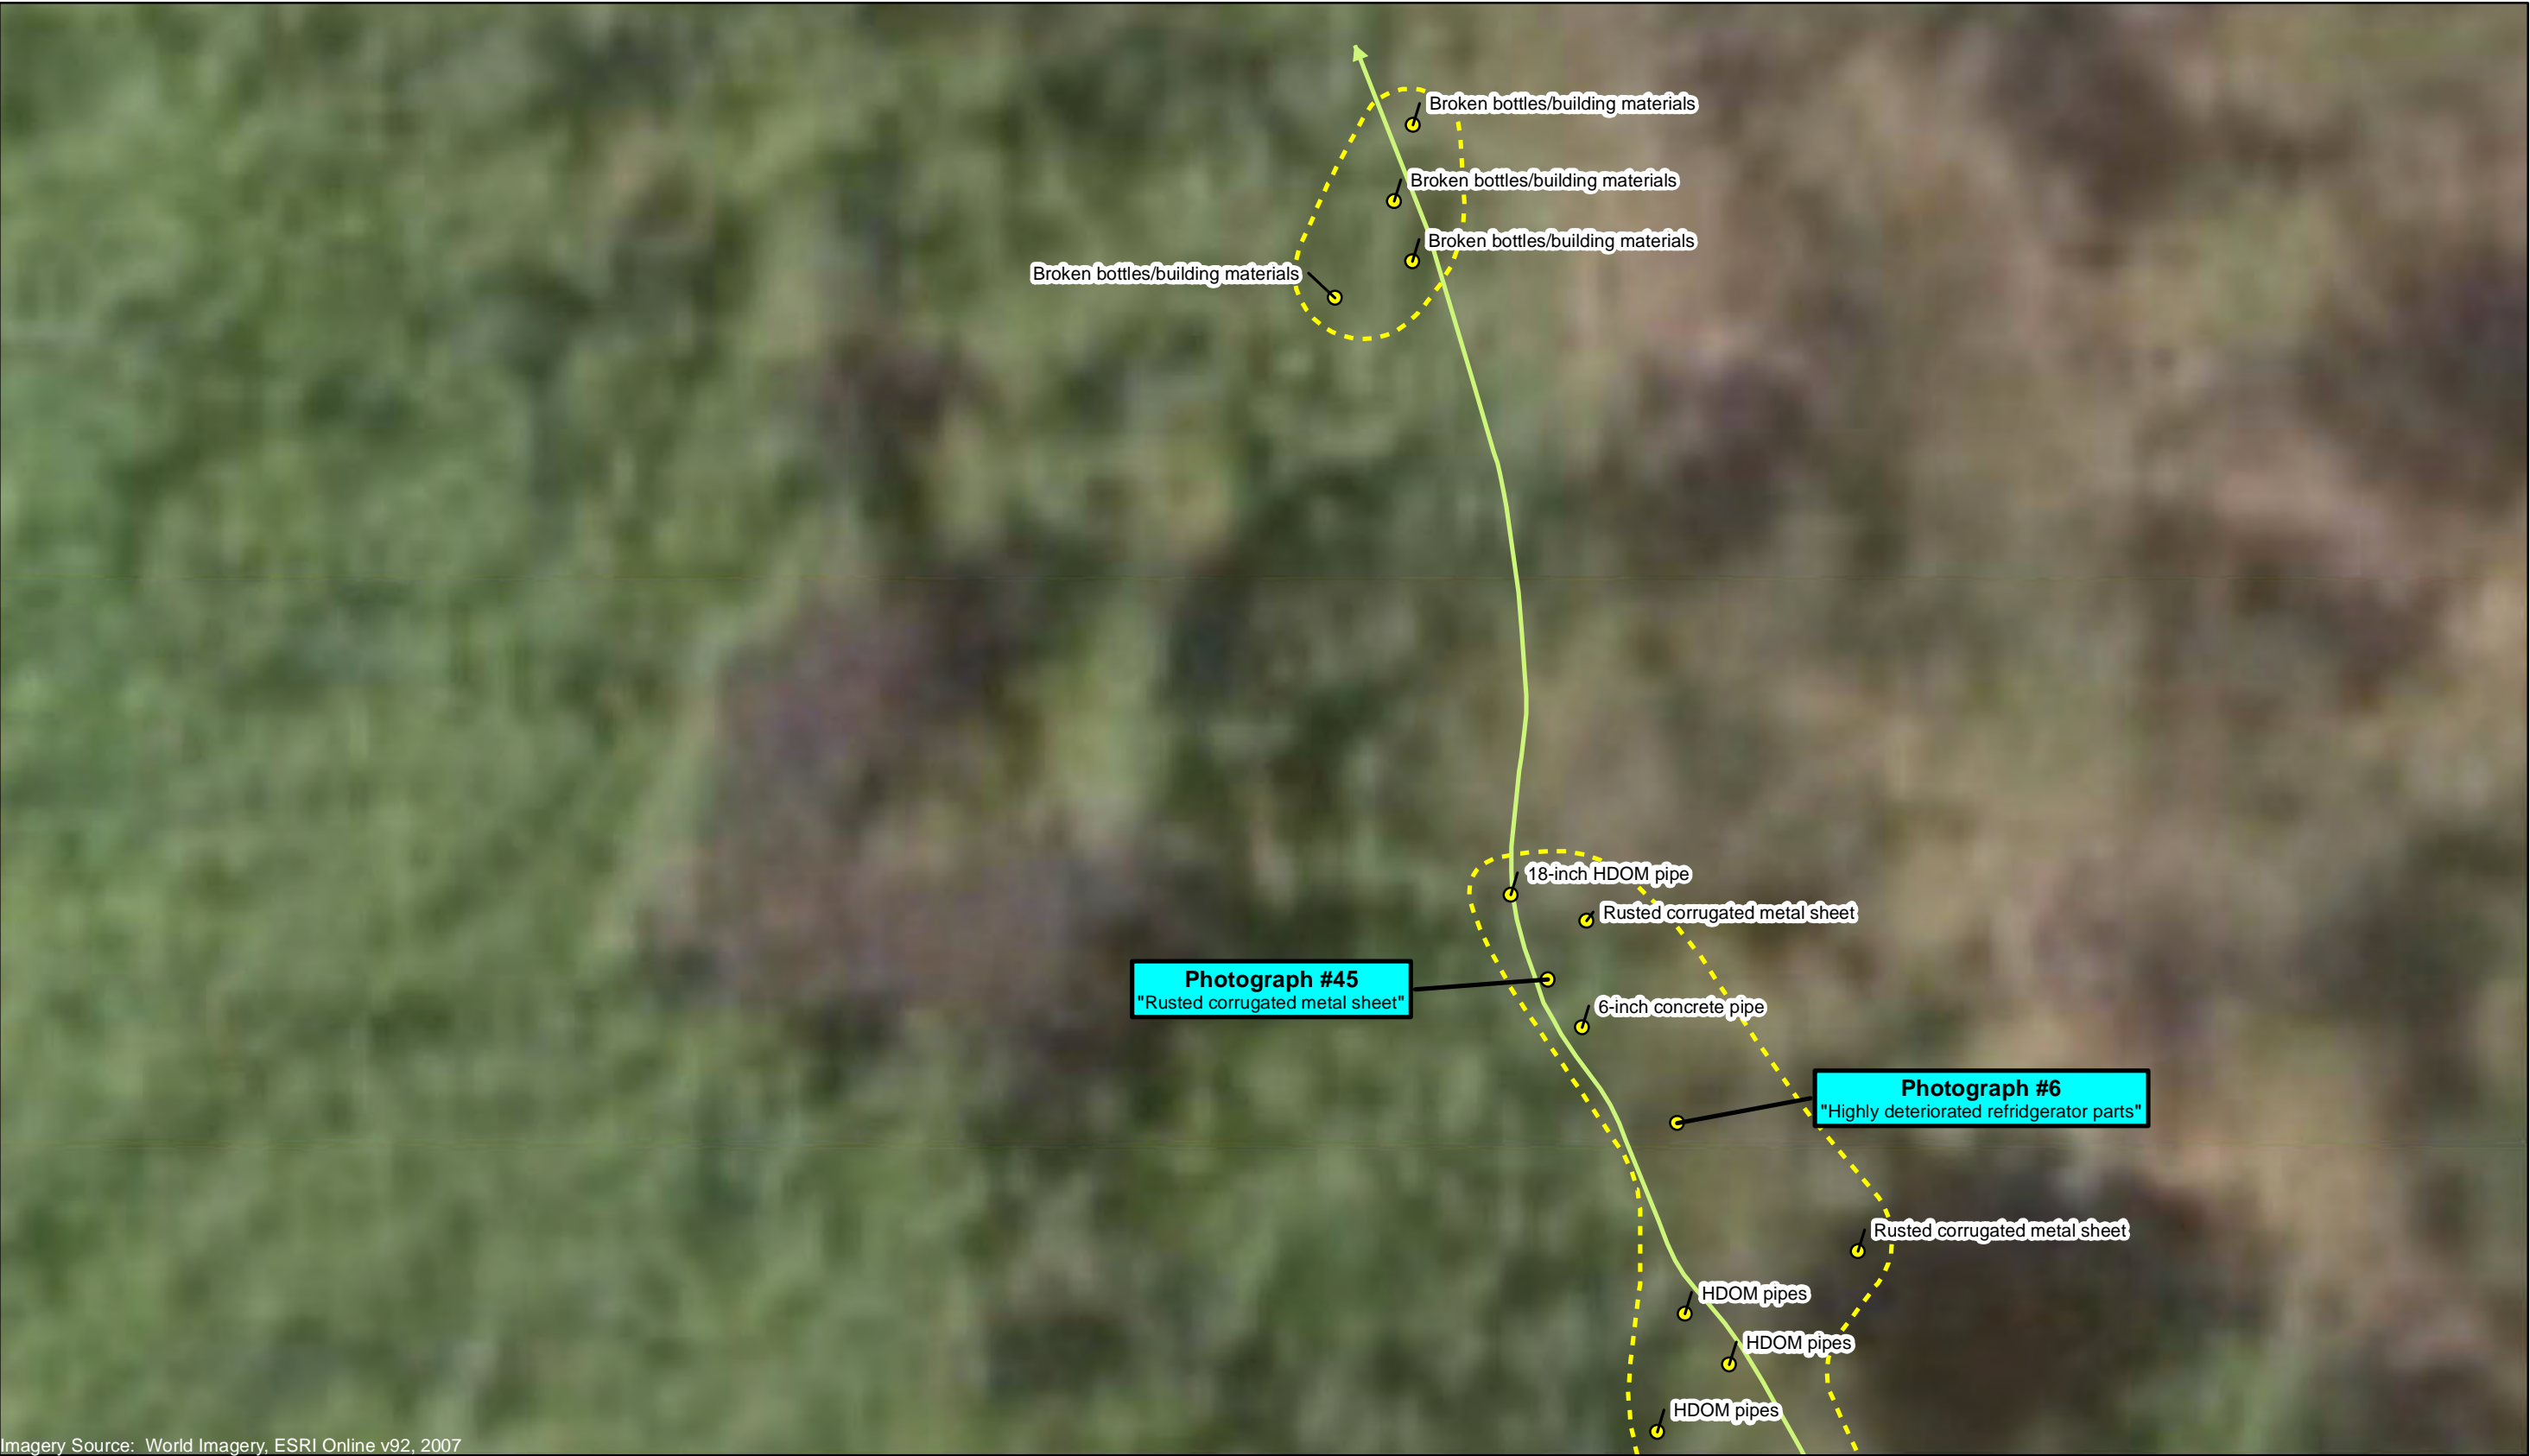 Broken bottles/building materials
Broken bottles/building materials
Broken bottles/building materials
Broken bottles/building materials
18-inch HDOM pipe
Rusted corrugated metal sheet
Photograph #45
"Rusted corrugated metal sheet"
6-inch concrete pipe
Photograph #6
"Highly deteriorated refridgerator parts"
Rusted corrugated metal sheet
HDOM pipes
HDOM pipes
HDOM pipes
Imagery Source: World Imagery, ESRI Online v92, 2007